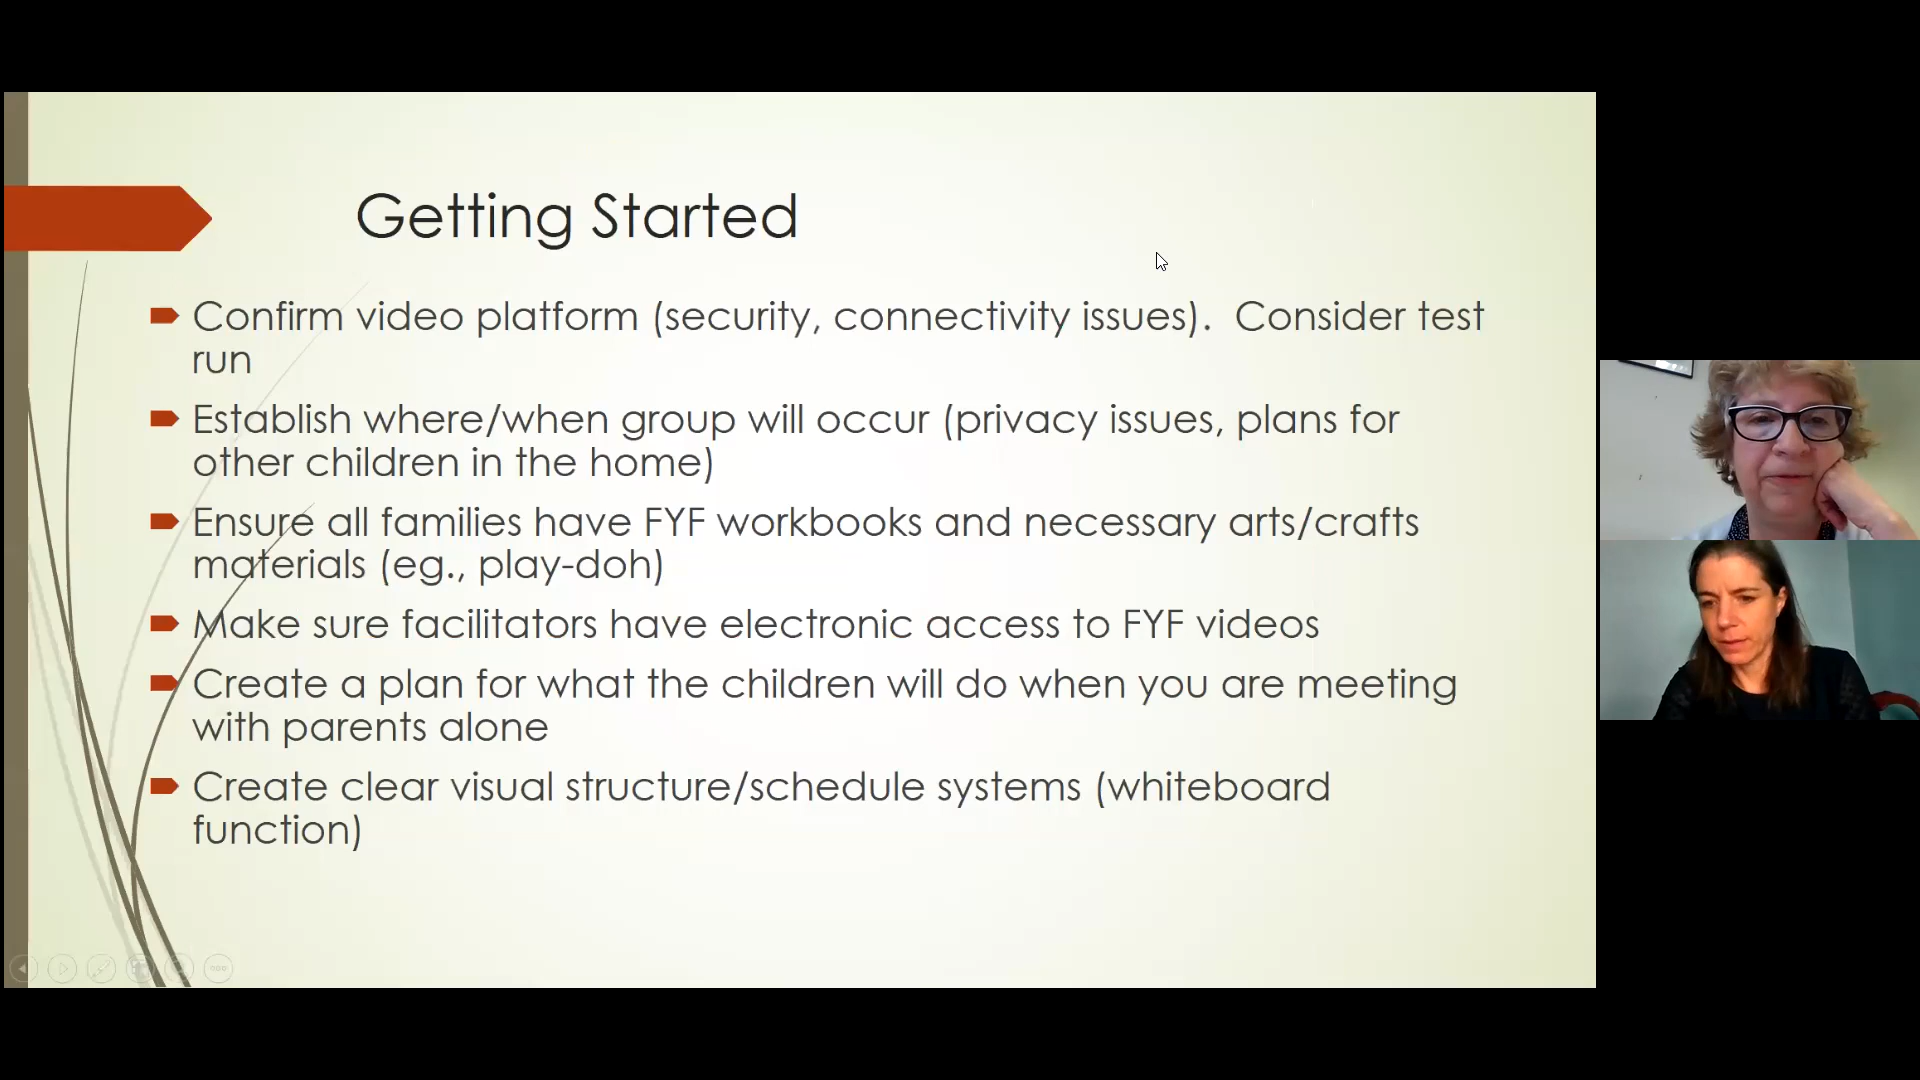 Getting Started
Confirm video platform (security, connectivity issues).  Consider test
run
Establish where/when group will occur (privacy issues, plans for
other children in the home)
Ensure all families have FYF workbooks and necessary arts/crafts
materials (eg., play-doh)
Make sure facilitators have electronic access to FYF videos
Create a plan for what the children will do when you are meeting
with parents alone
Create clear visual structure/schedule systems (whiteboard
function)